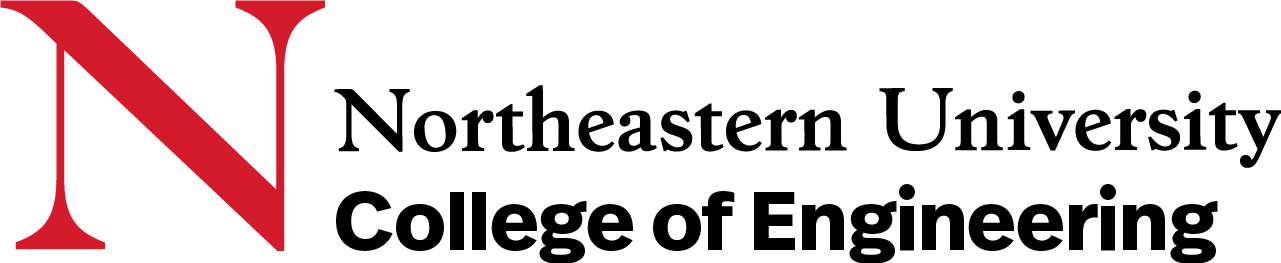 N Northeastern University
College of Engineering